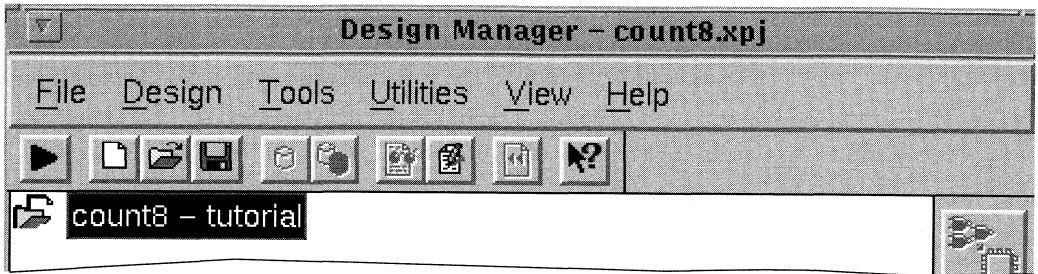 Design Manager – count8.xpj
File Design Tools Utilities View Help
count8 – tutorial